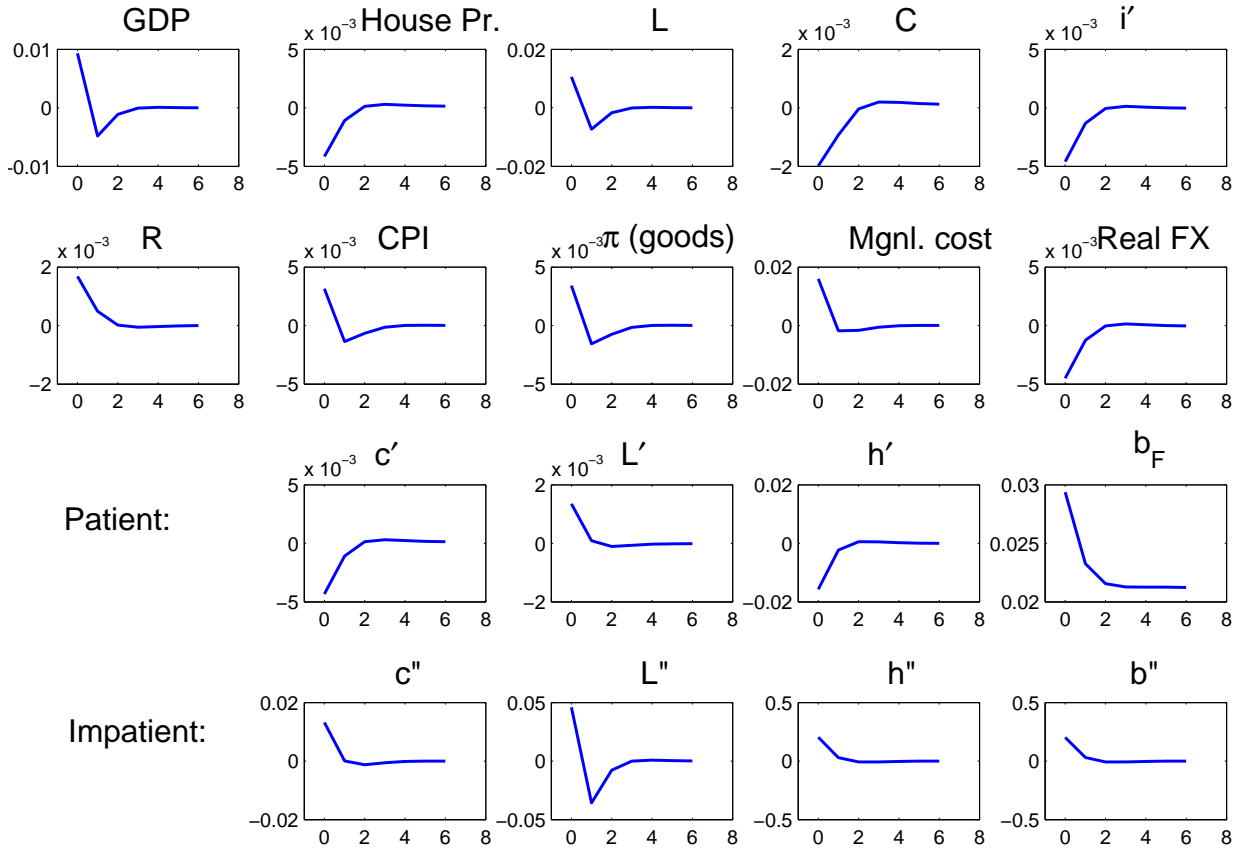 GDP House Pr. L C i′
x 10−3 x 10−3 x 10−3
0.01 5 0.02 2 5
0 0 0 0 0
-0.01 −5 −0.02 −2 −5
0 2 4 6 8 0 2 4 6 8 0 2 4 6 8 0 2 4 6 8 0 2 4 6 8
R CPI π (goods) Mgnl. cost Real FX
x 10−3 x 10−3 x 10−3 x 10−3
2 5 5 0.02 5
0 0 0 0 0
−2 −5 −5 −0.02 −5
0 2 4 6 8 0 2 4 6 8 0 2 4 6 8 0 2 4 6 8 0 2 4 6 8
c′ L′ h′ bF
x 10−3 x 10−3
5 2 0.02 0.03
Patient:
0 0 0 0.025
−5 −2 −0.02 0.02
0 2 4 6 8 0 2 4 6 8 0 2 4 6 8 0 2 4 6 8
c" L" h" b"
0.02 0.05 0.5 0.5
Impatient:
0 0 0 0
−0.02 −0.05 −0.5 −0.5
0 2 4 6 8 0 2 4 6 8 0 2 4 6 8 0 2 4 6 8